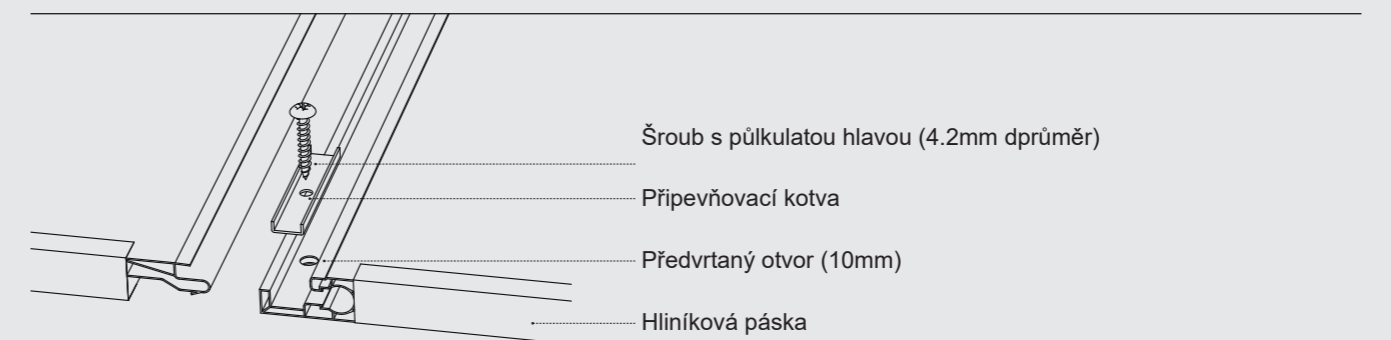 Šroub s půlkulatou hlavou (4.2mm dprůměr)
Připevňovací kotva
Předvrtaný otvor (10mm)
Hliníková páska